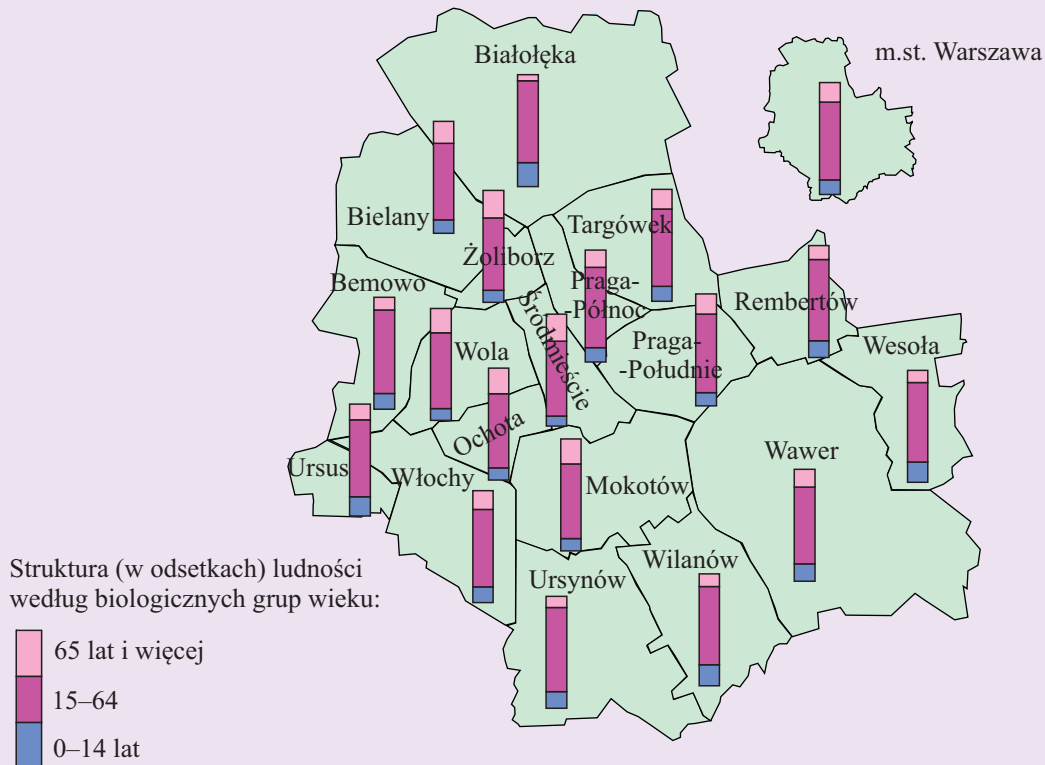 Białołęka
m.st. Warszawa
Bielany
Żoliborz
Targówek
Bemowo
Praga-
-Północ
Rembertów
Śródmieście
Wola
Praga-
-Południe
Wesoła
Ochota
Ursus
Włochy
Mokotów
Wawer
Ursynów
Wilanów
Struktura (w odsetkach) ludności
według biologicznych grup wieku:
65 lat i więcej
15–64
0–14 lat